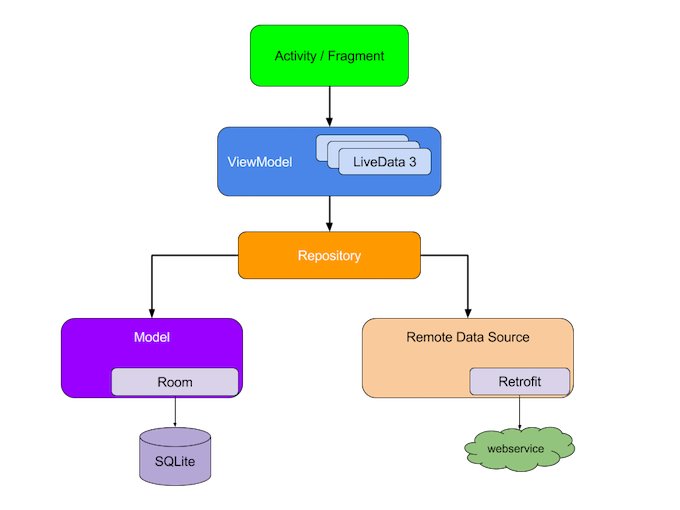 Activity / Fragment
ViewModel
LiveData 3
Repository
Model
Room
SQLite
Remote Data Source
Retrofit
webservice